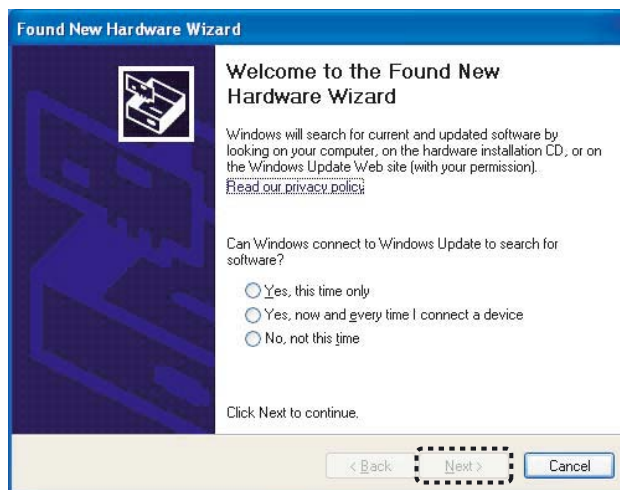 Found New Hardware Wizard
Welcome to the Found New
Hardware Wizard
Windows will search for current and updated software by
looking on your computer, on the hardware installation CD, or on
the Windows Update Web site (with your permission).
Read our privacy policy
Can Windows connect to Windows Update to search for
software?
Yes, this time only
Yes, now and every time I connect a device
No, not this time
Click Next to continue.
< Back Next > Cancel